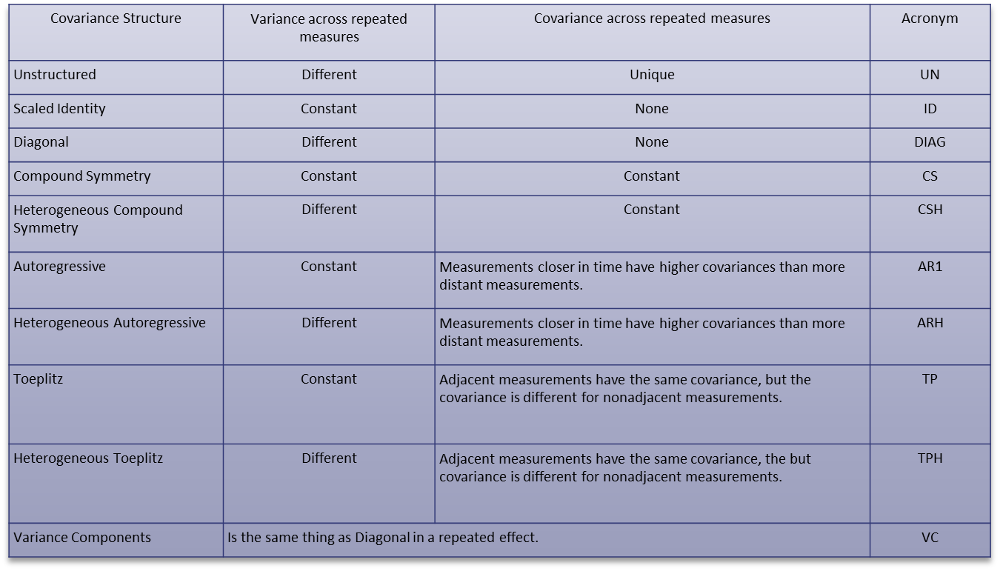 Covariance Structure
Variance across repeated
measures
Covariance across repeated measures
Acronym
Unstructured
Different
Unique
UN
Scaled Identity
Constant
None
ID
Diagonal
Different
None
DIAG
Compound Symmetry
Constant
Constant
CS
Heterogeneous Compound
Symmetry
Different
Constant
CSH
Autoregressive
Constant
Measurements closer in time have higher covariances than more
distant measurements.
AR1
Heterogeneous Autoregressive
Different
Measurements closer in time have higher covariances than more
distant measurements.
ARH
Toeplitz
Constant
Adjacent measurements have the same covariance, but the
covariance is different for nonadjacent measurements.
TP
Heterogeneous Toeplitz
Different
Adjacent measurements have the same covariance, the but
covariance is different for nonadjacent measurements.
TPH
Variance Components
Is the same thing as Diagonal in a repeated effect.
VC